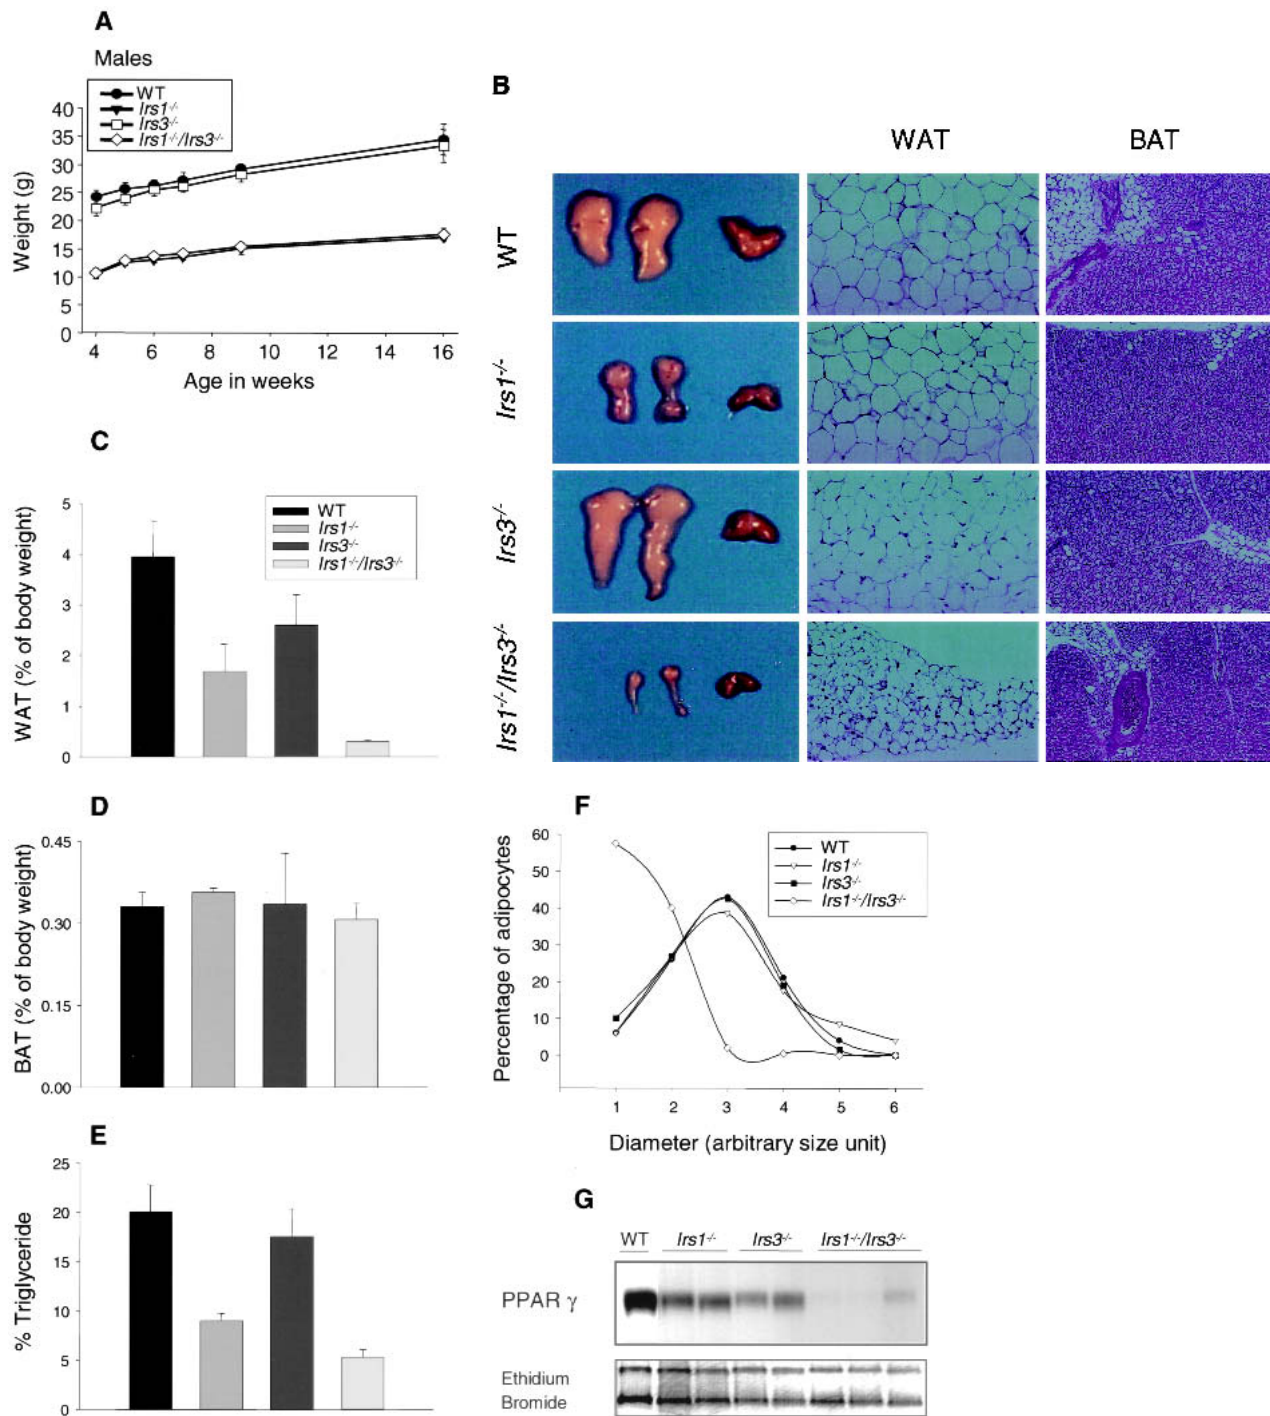 A
Males
WT
Irs1-/-
Irs3-/-
Irs1-/-/Irs3-/-
40
35
30
25
20
15
10
5
0
Weight (g)
4 6 8 10 12 14 16
Age in weeks
B
WAT BAT
WT
Irs1-/-
Irs3-/-
Irs1-/-/Irs3-/-
C
WT
Irs1-/-
Irs3-/-
Irs1-/-/Irs3-/-
5
4
3
2
1
0
WAT (% of body weight)
D
0.45
0.30
0.15
0.00
BAT (% of body weight)
E
25
20
15
10
5
0
% Triglyceride
F
WT
Irs1-/-
Irs3-/-
Irs1-/-/Irs3-/-
60
50
40
30
20
10
0
Percentage of adipocytes
1 2 3 4 5 6
Diameter (arbitrary size unit)
G
WT Irs1-/- Irs3-/- Irs1-/-/Irs3-/-
PPAR γ
Ethidium
Bromide